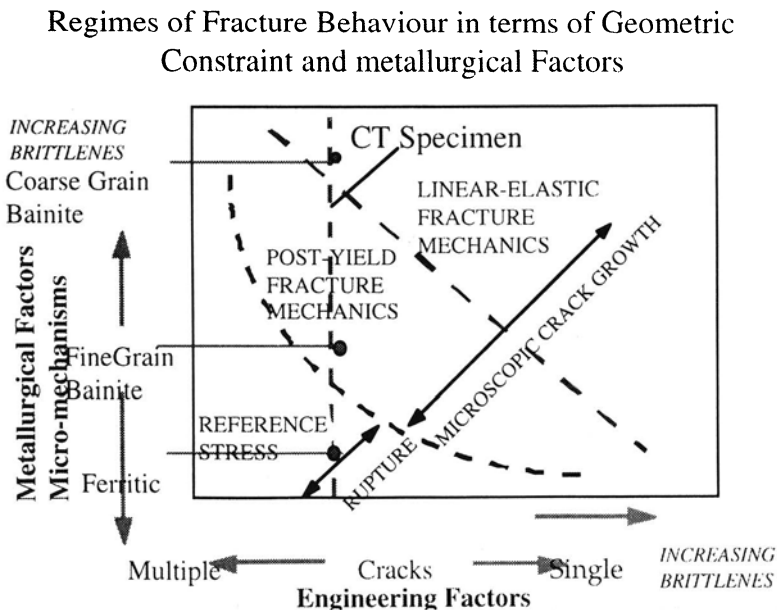 Regimes of Fracture Behaviour in terms of Geometric
Constraint and metallurgical Factors
INCREASING
BRITTLENES
Coarse Grain
Bainite
CT Specimen
LINEAR-ELASTIC
FRACTURE
MECHANICS
POST-YIELD
FRACTURE
MECHANICS
Metallurgical Factors
Micro-mechanisms
FineGrain
Bainite
MICROSCOPIC CRACK GROWTH
REFERENCE
STRESS
RUPTURE
Ferritic
Multiple
Cracks
Single
INCREASING
BRITTLENES
Engineering Factors